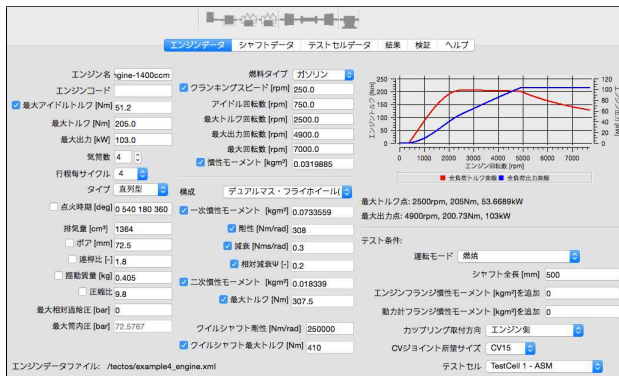 エンジンデータ シャフトデータ テストセルデータ 結果 検証 ヘルプ
エンジン名 ngine-1400ccm
エンジンコード
最大アイドルトルク [Nm] 51.2
最大トルク [Nm] 205.0
最大出力 [kW] 103.0
気筒数 4
行程毎サイクル 4
タイプ 直列型
点火時期 [deg] 0 540 180 360
排気量 [cm³] 1364
ボア [mm] 72.5
連桿比 [-] 1.8
揺動質量 [kg] 0.405
圧縮比 9.8
最大相対過給圧 [bar] 0
最大筒内圧 [bar] 72.5767
燃料タイプ ガソリン
クランキングスピード [rpm] 250.0
アイドル回転数 [rpm] 750.0
最大トルク回転数 [rpm] 2500.0
最大出力回転数 [rpm] 4900.0
最大回転数 [rpm] 7000.0
慣性モーメント [kgm²] 0.0319885
構成 デュアルマス・フライホイール(
一次慣性モーメント [kgm²] 0.0733559
剛性 [Nm/rad] 308
減衰 [Nms/rad] 0.3
相対減衰Ψ [-] 0.2
二次慣性モーメント [kgm²] 0.018339
最大トルク [Nm] 307.5
クイルシャフト剛性 [Nm/rad] 250000
クイルシャフト最大トルク [Nm] 410
エンジントルク [Nm]
250
200
150
100
50
0
120
100
80
60
40
20
0
0 1000 2000 3000 4000 5000 6000 7000
エンジン回転数 [rpm]
全負荷トルク曲線 全負荷出力曲線
最大トルク点: 2500rpm, 205Nm, 53.6689kW
最大出力点: 4900rpm, 200.73Nm, 103kW
テスト条件:
運転モード 燃焼
シャフト全長 [mm] 500
エンジンフランジ慣性モーメント [kgm²]を追加 0
動力計フランジ慣性モーメント [kgm²]を追加 0
カップリング取付方向 エンジン側
CVジョイント所望サイズ CV15
テストセル TestCell 1 - ASM
エンジンデータファイル: /tectos/example4_engine.xml